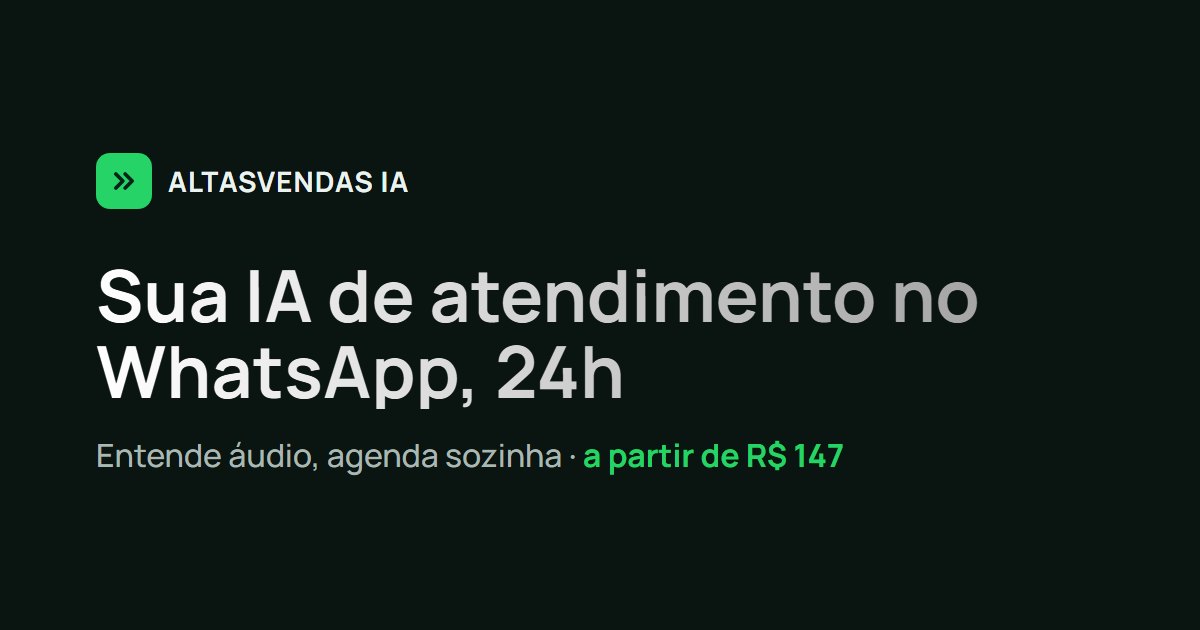 ALTASVENDAS IA
Sua IA de atendimento no
WhatsApp, 24h
Entende áudio, agenda sozinha · a partir de R$ 147